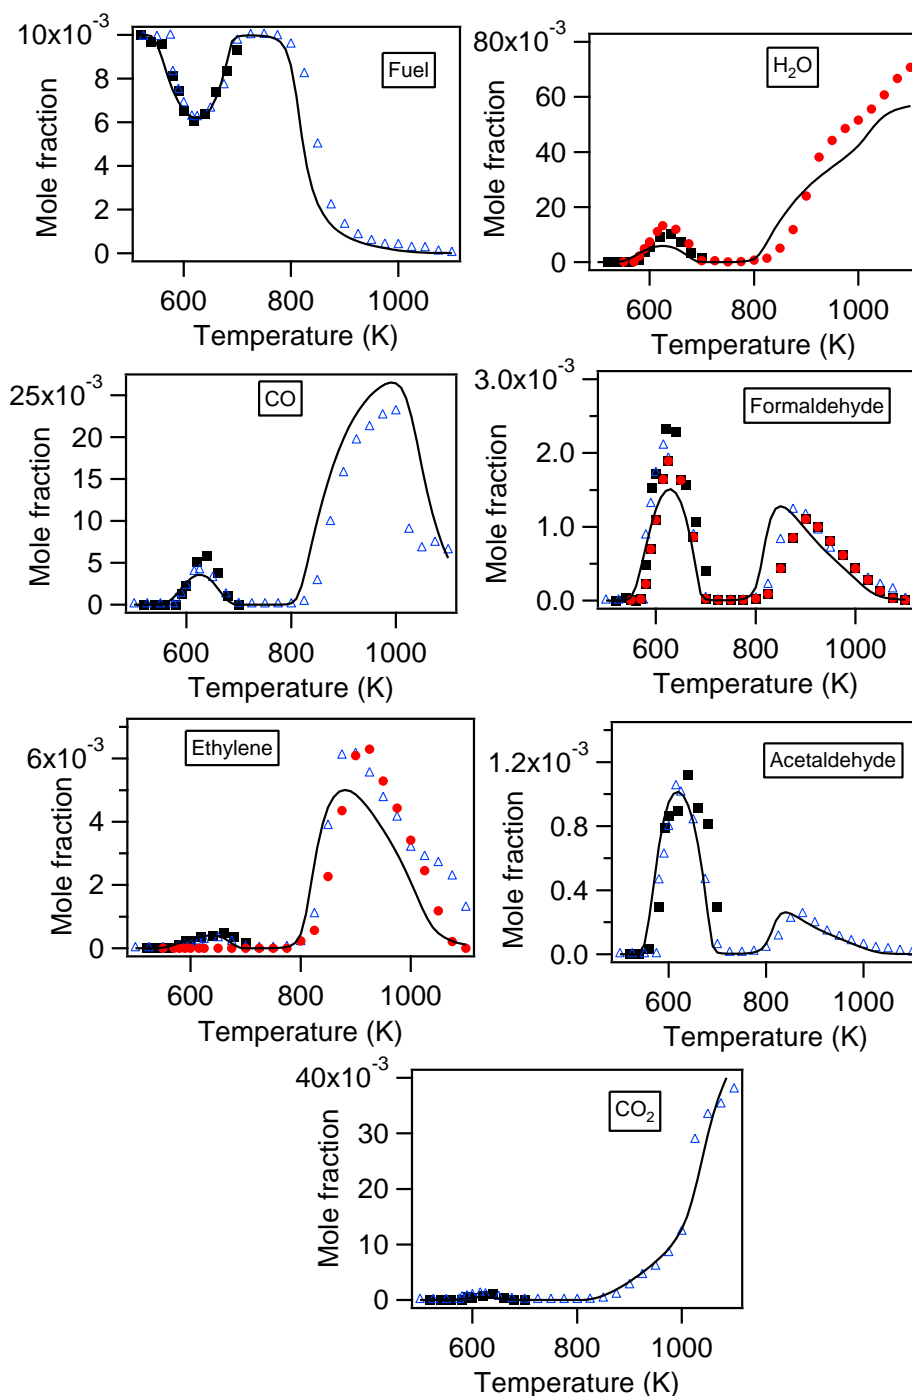 10x10⁻³
8
6
4
2
0
Mole fraction
Fuel
600 800 1000
Temperature (K)
80x10⁻³
60
40
20
0
Mole fraction
H₂O
600 800 1000
Temperature (K)
25x10⁻³
20
15
10
5
0
Mole fraction
CO
600 800 1000
Temperature (K)
3.0x10⁻³
2.0
1.0
0.0
Mole fraction
Formaldehyde
600 800 1000
Temperature (K)
6x10⁻³
4
2
0
Mole fraction
Ethylene
600 800 1000
Temperature (K)
1.2x10⁻³
0.8
0.4
0.0
Mole fraction
Acetaldehyde
600 800 1000
Temperature (K)
40x10⁻³
30
20
10
0
Mole fraction
CO₂
600 800 1000
Temperature (K)